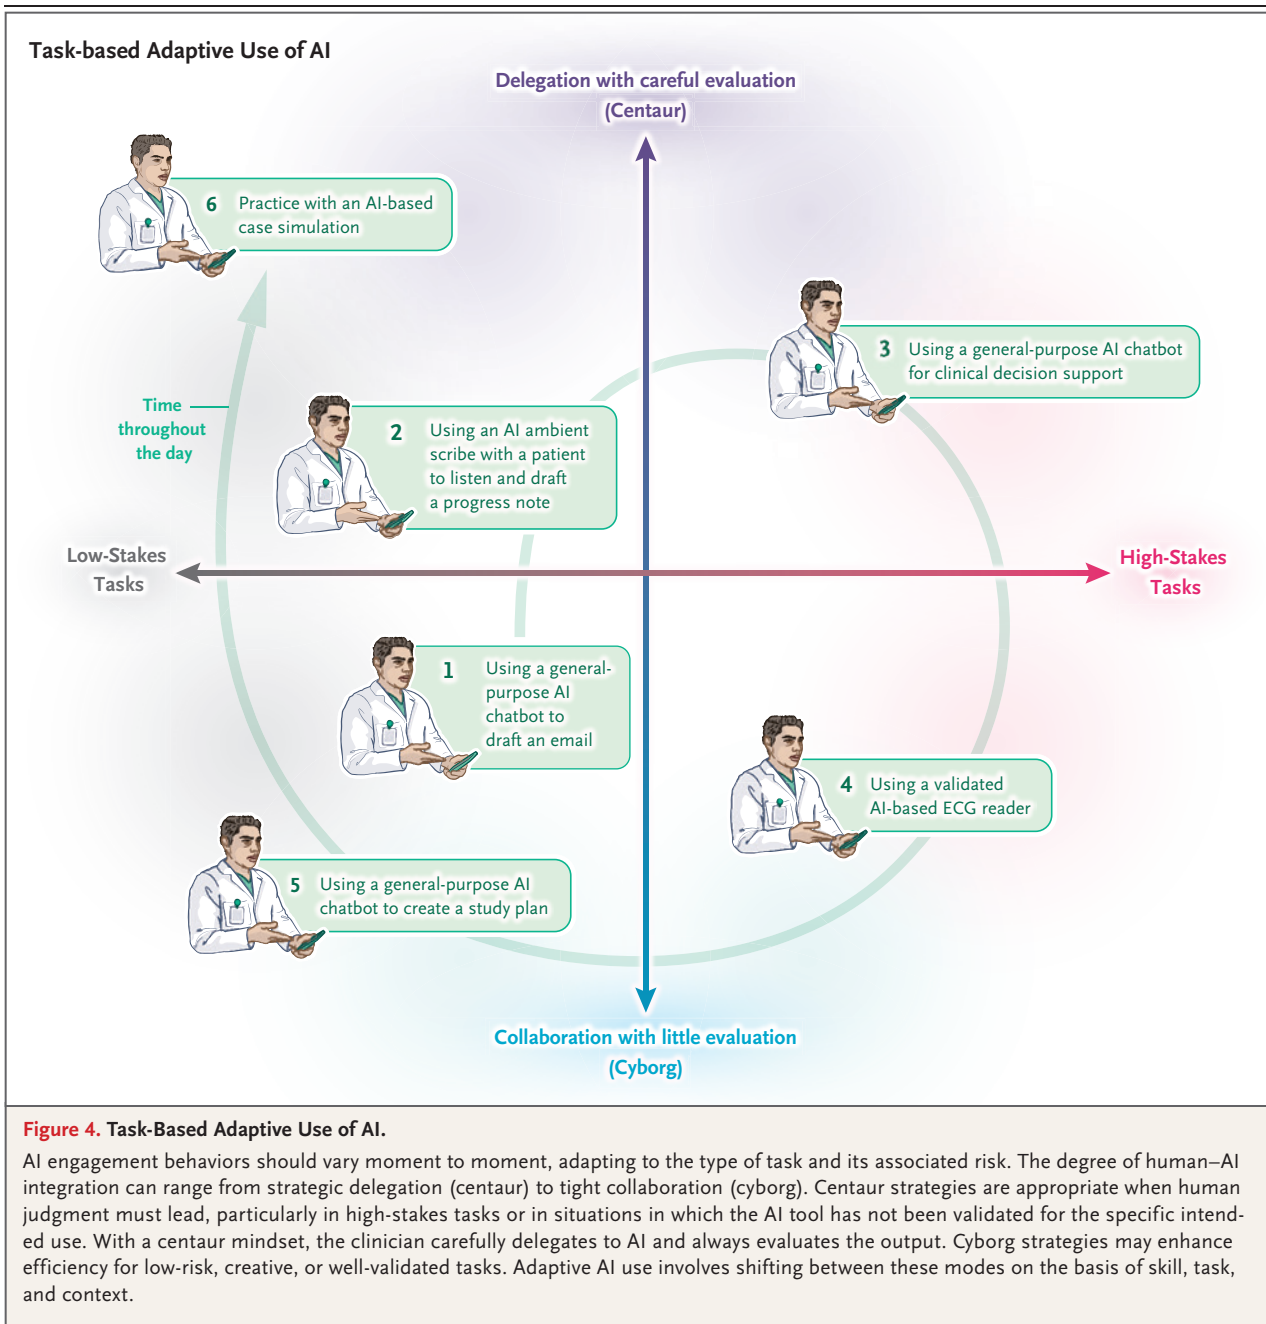 Task-based Adaptive Use of AI
Delegation with careful evaluation
(Centaur)
6 Practice with an AI-based
case simulation
3 Using a general-purpose AI chatbot
for clinical decision support
Time
throughout
the day
2 Using an AI ambient
scribe with a patient
to listen and draft
a progress note
Low-Stakes
Tasks
High-Stakes
Tasks
1 Using a general-
purpose AI
chatbot to
draft an email
4 Using a validated
AI-based ECG reader
5 Using a general-purpose AI
chatbot to create a study plan
Collaboration with little evaluation
(Cyborg)
Figure 4. Task-Based Adaptive Use of AI.
AI engagement behaviors should vary moment to moment, adapting to the type of task and its associated risk. The degree of human–AI
integration can range from strategic delegation (centaur) to tight collaboration (cyborg). Centaur strategies are appropriate when human
judgment must lead, particularly in high-stakes tasks or in situations in which the AI tool has not been validated for the specific intend-
ed use. With a centaur mindset, the clinician carefully delegates to AI and always evaluates the output. Cyborg strategies may enhance
efficiency for low-risk, creative, or well-validated tasks. Adaptive AI use involves shifting between these modes on the basis of skill, task,
and context.